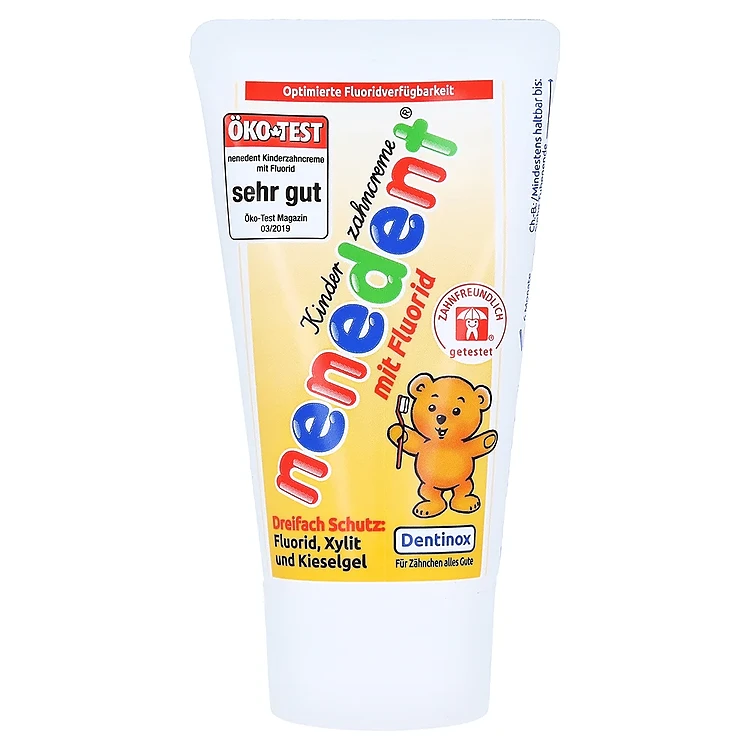 Optimierte Fluoridverfügbarkeit
ÖKO-TEST
nenedent Kinderzahncreme
mit Fluorid
sehr gut
Öko-Test Magazin
03/2019
Kinder zahncreme
nenedent®
mit Fluorid
ZAHNFREUNDLICH
®
getestet
Dreifach Schutz:
Fluorid, Xylit
und Kieselgel
Dentinox
Für Zähnchen alles Gute
Ch.-B.:/Mindestens haltbar bis: